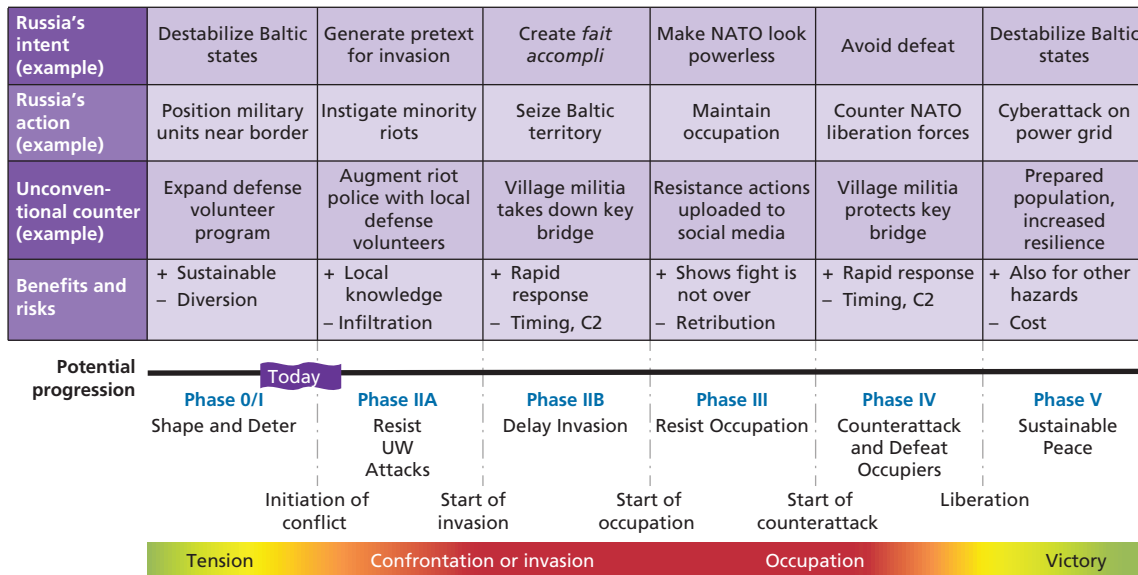 Russia's
intent
(example)
Destabilize Baltic
states
Generate pretext
for invasion
Create fait
accompli
Make NATO look
powerless
Avoid defeat
Destabilize Baltic
states
Russia's
action
(example)
Position military
units near border
Instigate minority
riots
Seize Baltic
territory
Maintain
occupation
Counter NATO
liberation forces
Cyberattack on
power grid
Unconven-
tional counter
(example)
Expand defense
volunteer
program
Augment riot
police with local
defense
volunteers
Village militia
takes down key
bridge
Resistance actions
uploaded to
social media
Village militia
protects key
bridge
Prepared
population,
increased
resilience
Benefits and
risks
+ Sustainable
– Diversion
+ Local
knowledge
– Infiltration
+ Rapid
response
– Timing, C2
+ Shows fight is
not over
– Retribution
+ Rapid response
– Timing, C2
+ Also for other
hazards
– Cost
Potential
progression
Today
Phase 0/I
Shape and Deter
Phase IIA
Resist
UW
Attacks
Phase IIB
Delay Invasion
Phase III
Resist Occupation
Phase IV
Counterattack
and Defeat
Occupiers
Phase V
Sustainable
Peace
Initiation of
conflict
Start of
invasion
Start of
occupation
Start of
counterattack
Liberation
Tension
Confrontation or invasion
Occupation
Victory